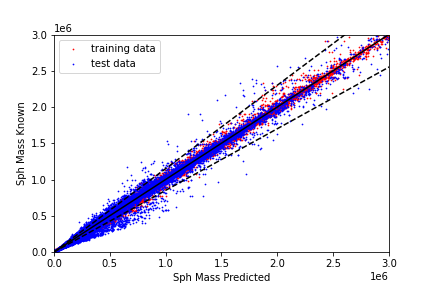 1e6
3.0
2.5
2.0
1.5
1.0
0.5
0.0
training data
test data
Sph Mass Known
0.0 0.5 1.0 1.5 2.0 2.5 3.0
Sph Mass Predicted
1e6